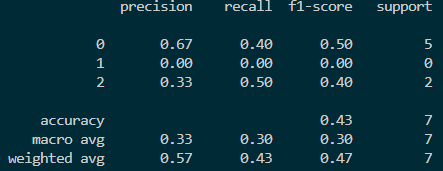 precision recall f1-score support
0 0.67 0.40 0.50 5
1 0.00 0.00 0.00 0
2 0.33 0.50 0.40 2
accuracy 0.43 7
macro avg 0.33 0.30 0.30 7
weighted avg 0.57 0.43 0.47 7